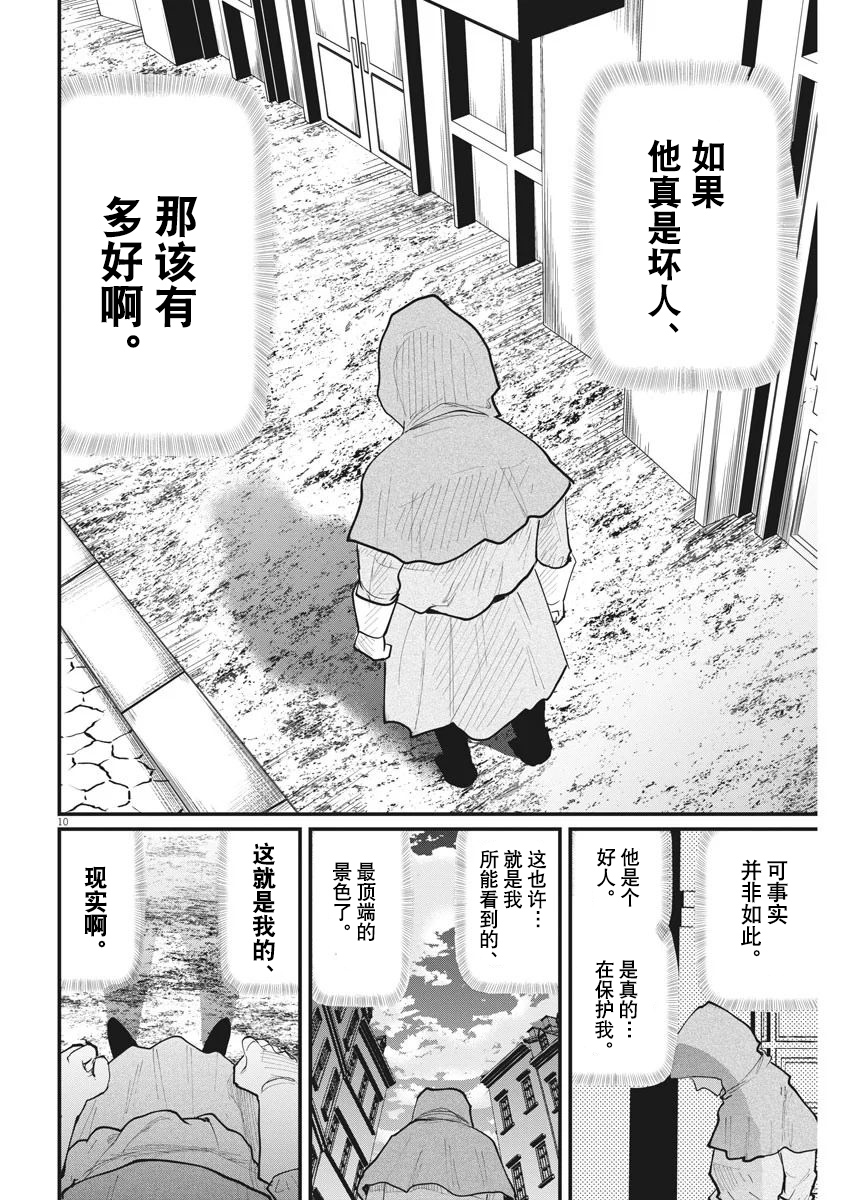 如果
他真是坏人、
那该有
多好啊。
可事实
并非如此。
他是个
好人。
是真的…
在保护我。
这也许…
就是我
所能看到的、
最顶端的
景色了。
这就是我的、
现实啊。
10